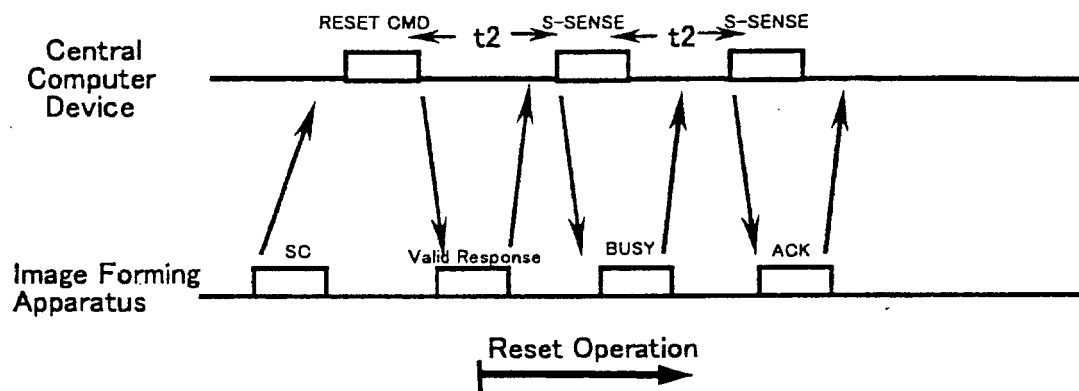 RESET CMD
t2
S-SENSE
t2
S-SENSE
Central
Computer
Device
SC
Valid Response
BUSY
ACK
Image Forming
Apparatus
Reset Operation